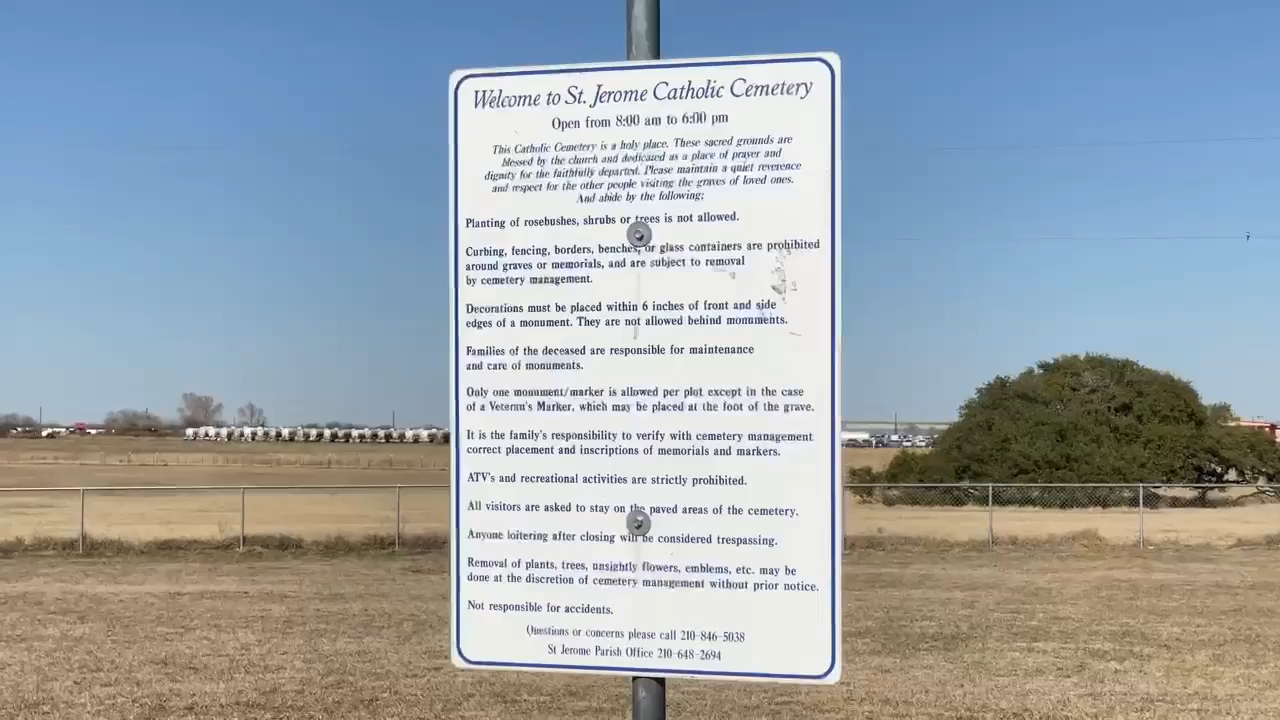 Welcome to St. Jerome Catholic Cemetery
Open from 8:00 am to 6:00 pm
This Catholic Cemetery is a holy place. These sacred grounds are
blessed by the church and dedicated as a place of prayer and
dignity for the faithfully departed. Please maintain a quiet reverence
and respect for the other people visiting the graves of loved ones.
And abide by the following;
Planting of rosebushes, shrubs or trees is not allowed.
Curbing, fencing, borders, benches, or glass containers are prohibited
around graves or memorials, and are subject to removal
by cemetery management.
Decorations must be placed within 6 inches of front and side
edges of a monument. They are not allowed behind monuments.
Families of the deceased are responsible for maintenance
and care of monuments.
Only one monument/marker is allowed per plot except in the case
of a Veteran's Marker, which may be placed at the foot of the grave.
It is the family's responsibility to verify with cemetery management
correct placement and inscriptions of memorials and markers.
ATV's and recreational activities are strictly prohibited.
All visitors are asked to stay on the paved areas of the cemetery.
Anyone loitering after closing will be considered trespassing.
Removal of plants, trees, unsightly flowers, emblems, etc. may be
done at the discretion of cemetery management without prior notice.
Not responsible for accidents.
Questions or concerns please call 210-846-5038
St Jerome Parish Office 210-648-2694